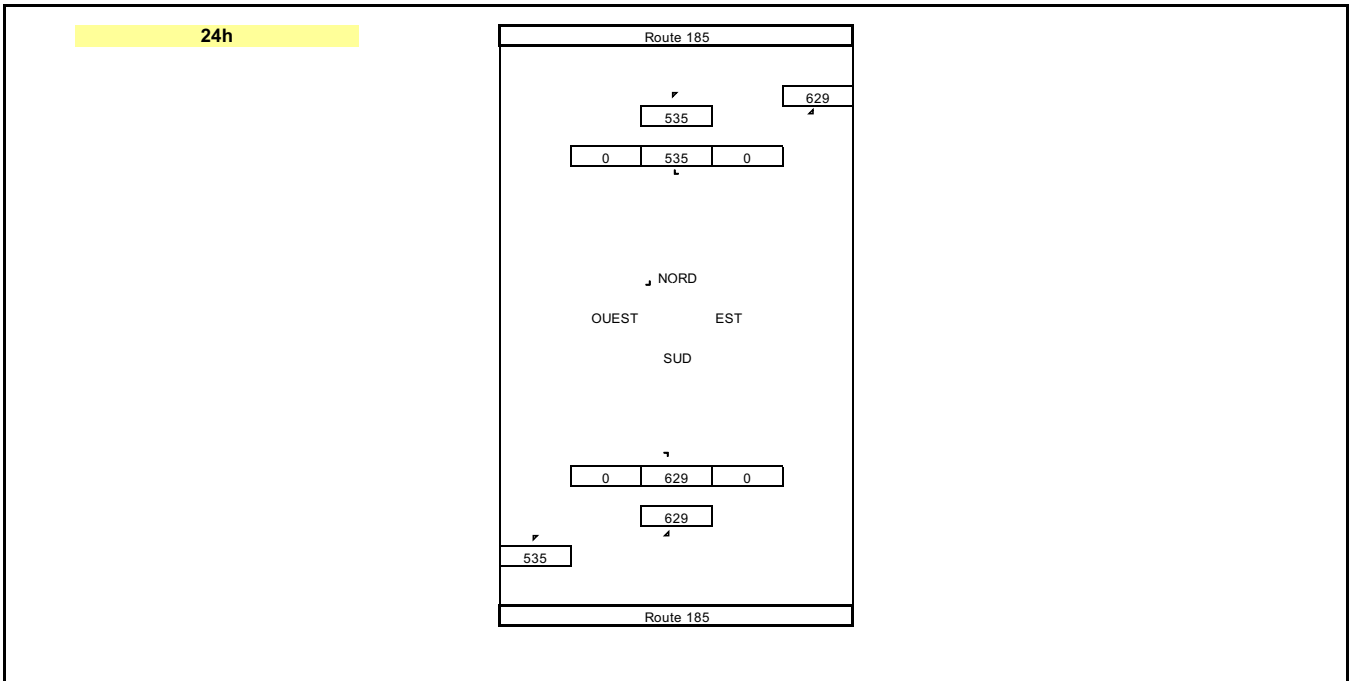 24h
Route 185
629
535
0 535 0
NORD
OUEST EST
SUD
0 629 0
629
535
Route 185